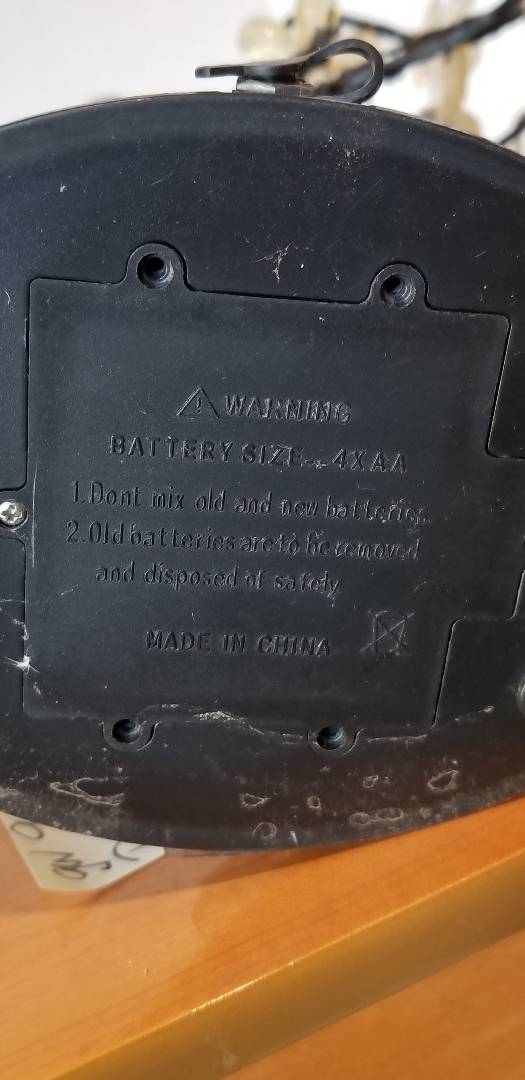 WARNING
BATTERY SIZE 4XAA
1.Dont mix old and new batteries.
2.Old batteries are to be removed
and disposed of safely
MADE IN CHINA